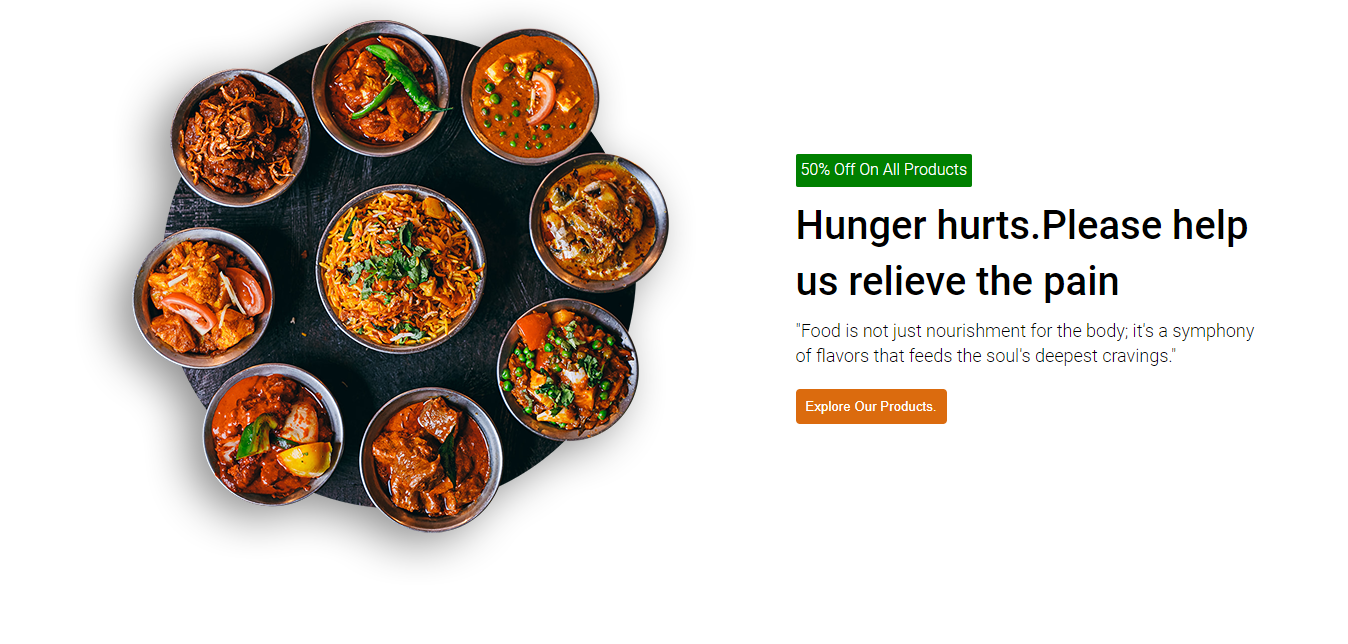 50% Off On All Products
Hunger hurts.Please help
us relieve the pain
"Food is not just nourishment for the body; it's a symphony
of flavors that feeds the soul's deepest cravings."
Explore Our Products.